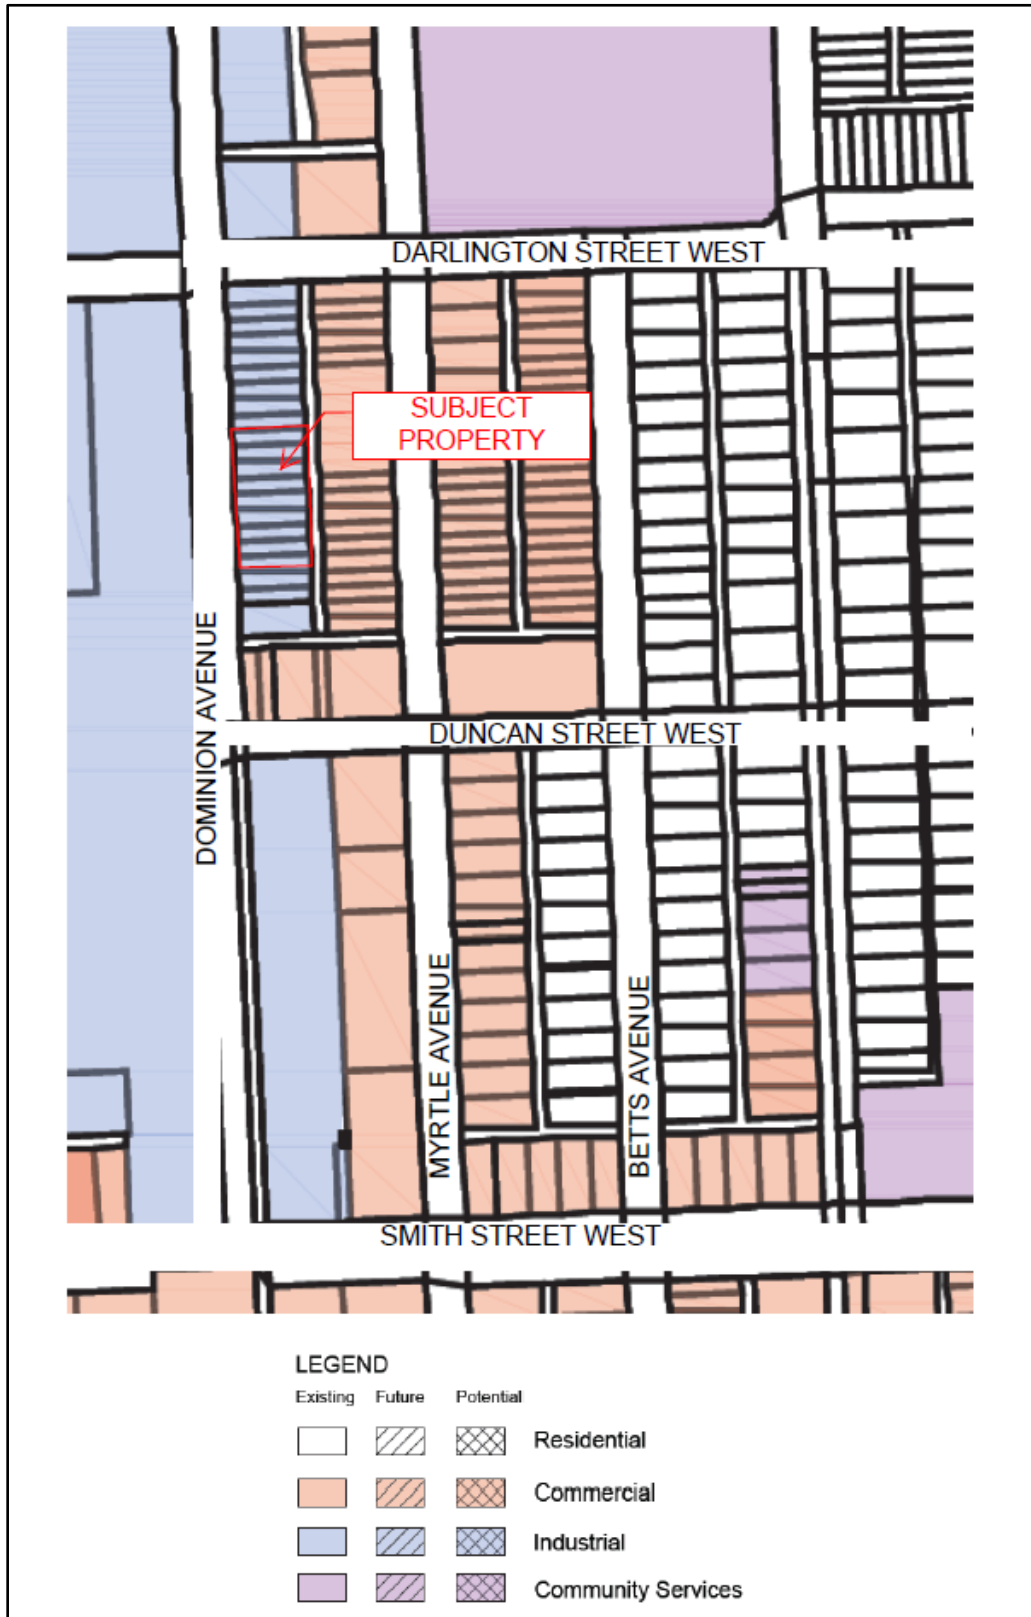 DARLINGTON STREET WEST
SUBJECT
PROPERTY
DOMINION AVENUE
DUNCAN STREET WEST
MYRTLE AVENUE
BETTS AVENUE
SMITH STREET WEST
LEGEND
Existing Future Potential
Residential
Commercial
Industrial
Community Services